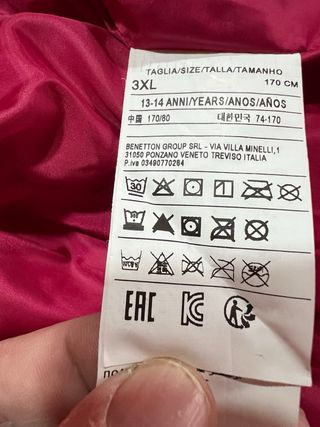 TAGLIA/SIZE/TALLA/TAMANHO
3XL 170 CM
13-14 ANNI/YEARS/ANOS/AÑOS
中国 170/80 대한민국 74-170
BENETTON GROUP SRL - VIA VILLA MINELLI,1
31050 PONZANO VENETO TREVISO ITALIA
P.iva 03490770264
30
EAC
KC